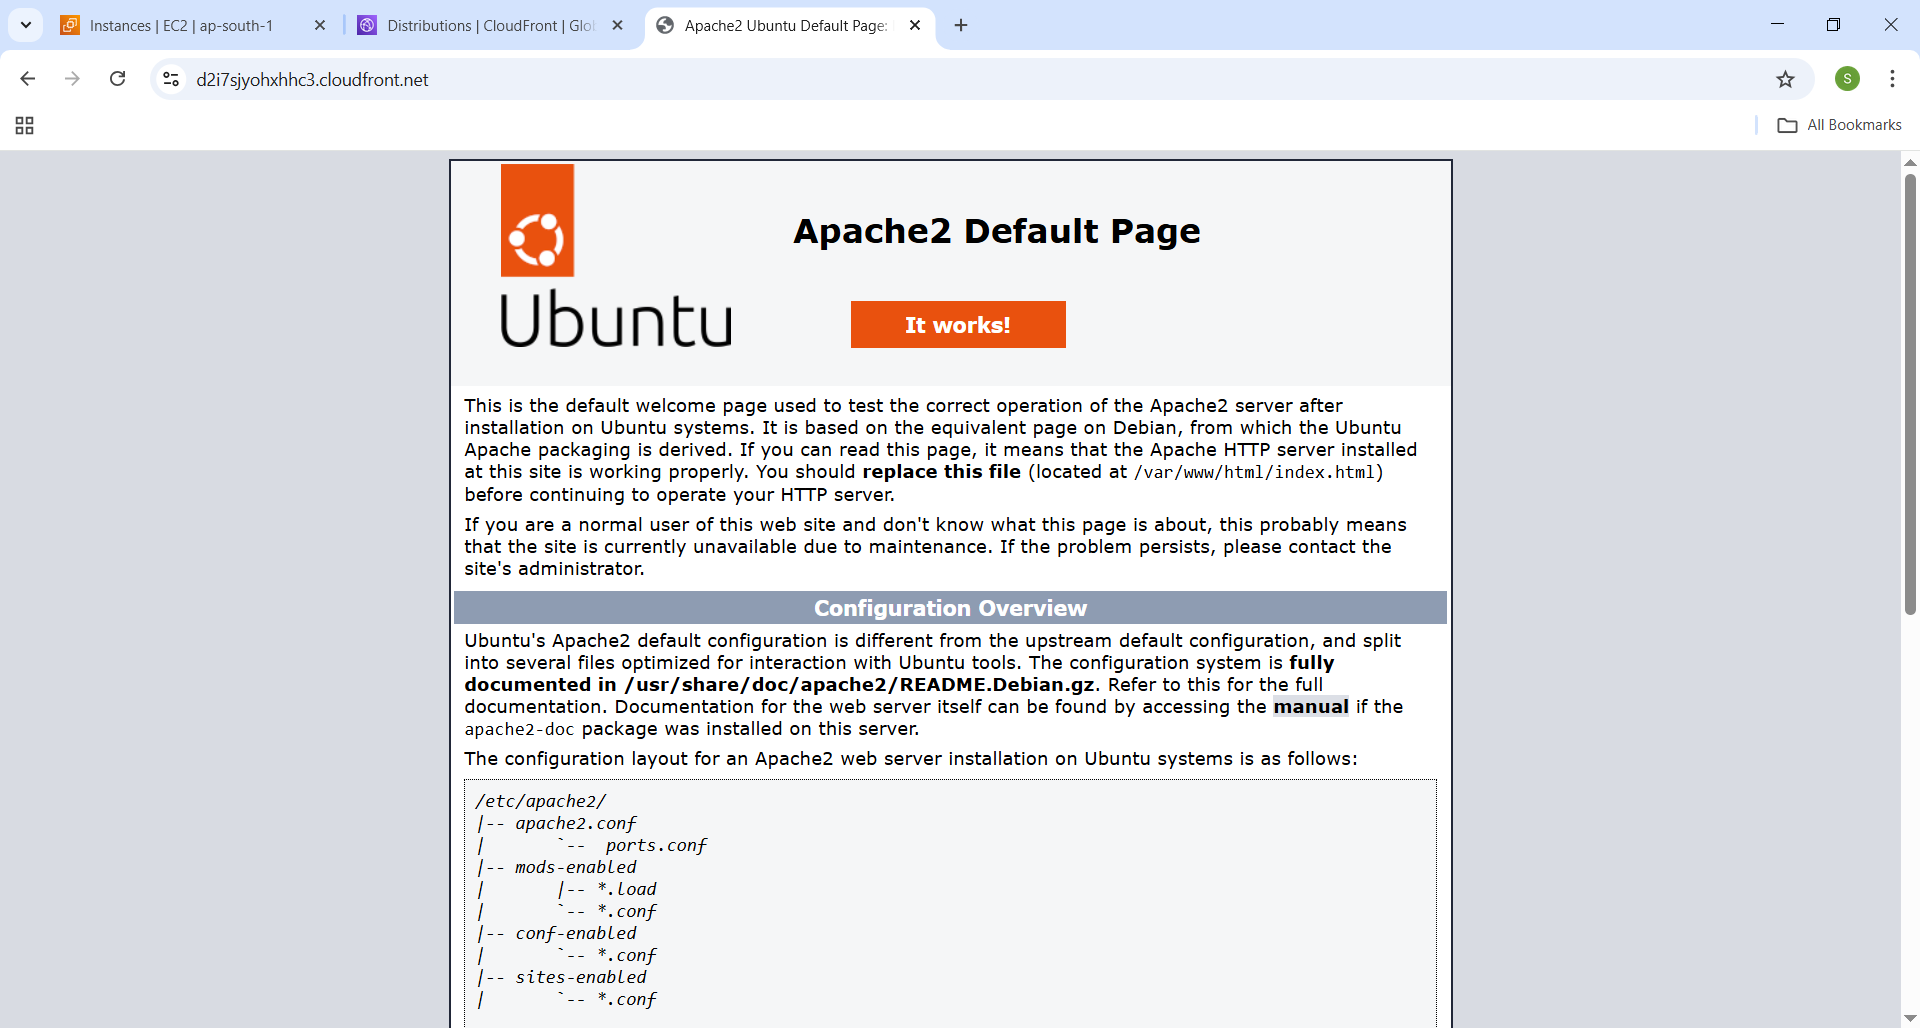 Instances | EC2 | ap-south-1
Distributions | CloudFront | Glo
Apache2 Ubuntu Default Page:
d2i7sjyohxhhc3.cloudfront.net
S
All Bookmarks
Ubuntu
Apache2 Default Page
It works!
This is the default welcome page used to test the correct operation of the Apache2 server after
installation on Ubuntu systems. It is based on the equivalent page on Debian, from which the Ubuntu
Apache packaging is derived. If you can read this page, it means that the Apache HTTP server installed
at this site is working properly. You should replace this file (located at /var/www/html/index.html)
before continuing to operate your HTTP server.
If you are a normal user of this web site and don't know what this page is about, this probably means
that the site is currently unavailable due to maintenance. If the problem persists, please contact the
site's administrator.
Configuration Overview
Ubuntu's Apache2 default configuration is different from the upstream default configuration, and split
into several files optimized for interaction with Ubuntu tools. The configuration system is fully
documented in /usr/share/doc/apache2/README.Debian.gz. Refer to this for the full
documentation. Documentation for the web server itself can be found by accessing the manual if the
apache2-doc package was installed on this server.
The configuration layout for an Apache2 web server installation on Ubuntu systems is as follows:
/etc/apache2/
|-- apache2.conf
|       `--  ports.conf
|-- mods-enabled
|       |-- *.load
|       `-- *.conf
|-- conf-enabled
|       `-- *.conf
|-- sites-enabled
|       `-- *.conf